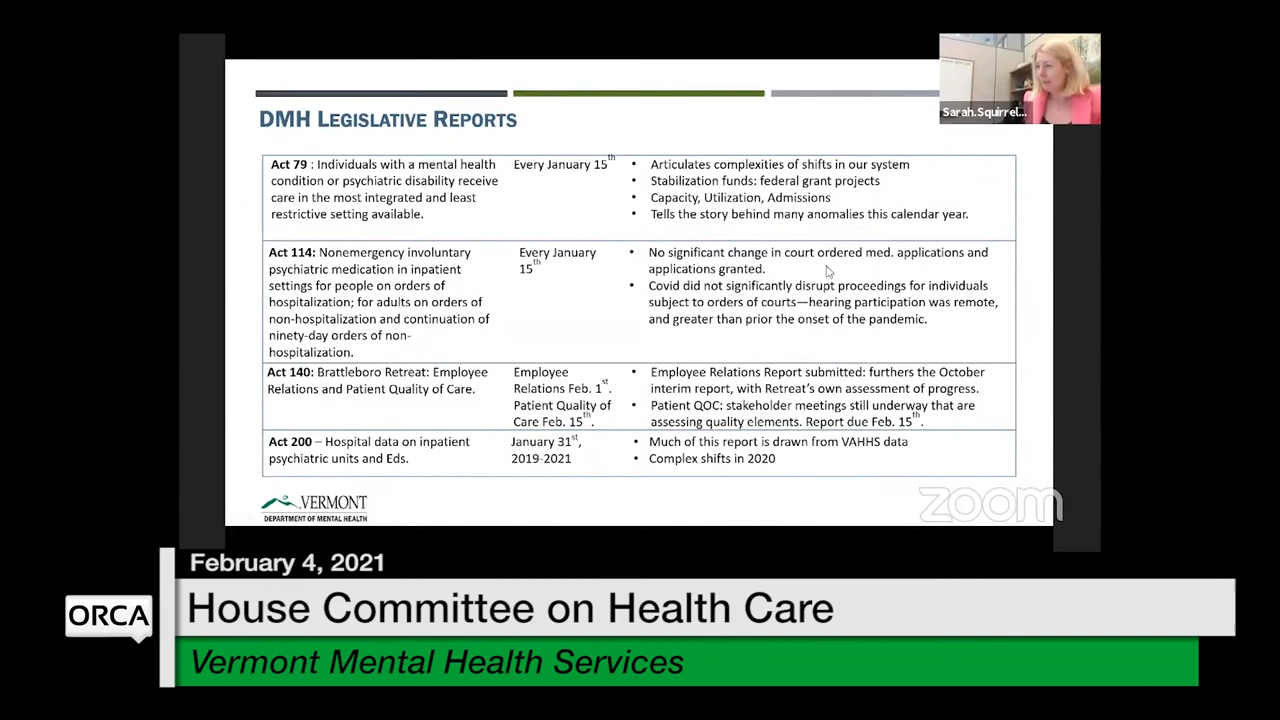 Sarah.Squirrel...
DMH LEGISLATIVE REPORTS
Act 79 : Individuals with a mental health
condition or psychiatric disability receive
care in the most integrated and least
restrictive setting available.
Every January 15th
• Articulates complexities of shifts in our system
• Stabilization funds: federal grant projects
• Capacity, Utilization, Admissions
• Tells the story behind many anomalies this calendar year.
Act 114: Nonemergency involuntary
psychiatric medication in inpatient
settings for people on orders of
hospitalization; for adults on orders of
non-hospitalization and continuation of
ninety-day orders of non-
hospitalization.
Every January
15th
• No significant change in court ordered med. applications and
applications granted.
• Covid did not significantly disrupt proceedings for individuals
subject to orders of courts—hearing participation was remote,
and greater than prior the onset of the pandemic.
Act 140: Brattleboro Retreat: Employee
Relations and Patient Quality of Care.
Employee
Relations Feb. 1st.
Patient Quality of
Care Feb. 15th.
• Employee Relations Report submitted: furthers the October
interim report, with Retreat's own assessment of progress.
• Patient QOC: stakeholder meetings still underway that are
assessing quality elements. Report due Feb. 15th.
Act 200 – Hospital data on inpatient
psychiatric units and Eds.
January 31st,
2019-2021
• Much of this report is drawn from VAHHS data
• Complex shifts in 2020
VERMONT
DEPARTMENT OF MENTAL HEALTH
zoom
February 4, 2021
ORCA
House Committee on Health Care
Vermont Mental Health Services